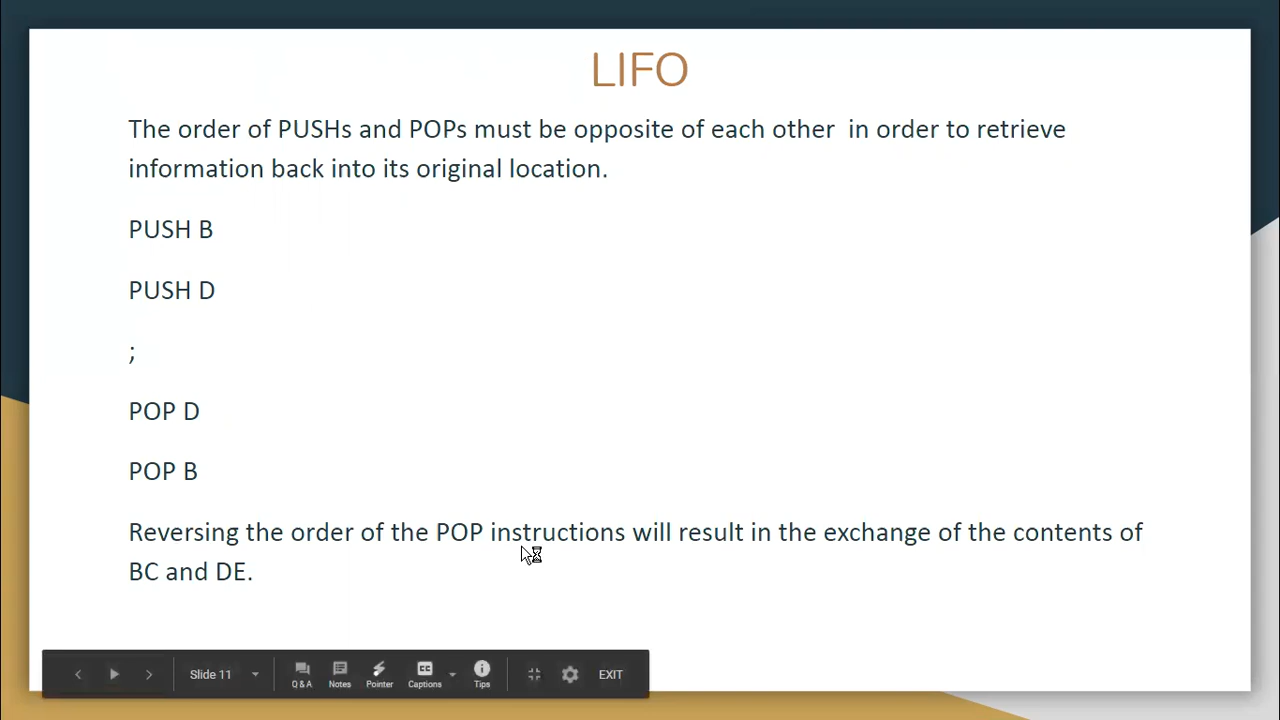 LIFO
The order of PUSHs and POPs must be opposite of each other  in order to retrieve
information back into its original location.
PUSH B
PUSH D
;
POP D
POP B
Reversing the order of the POP instructions will result in the exchange of the contents of
BC and DE.
Slide 11
Q & A
Notes
Pointer
CC
Captions
Tips
EXIT